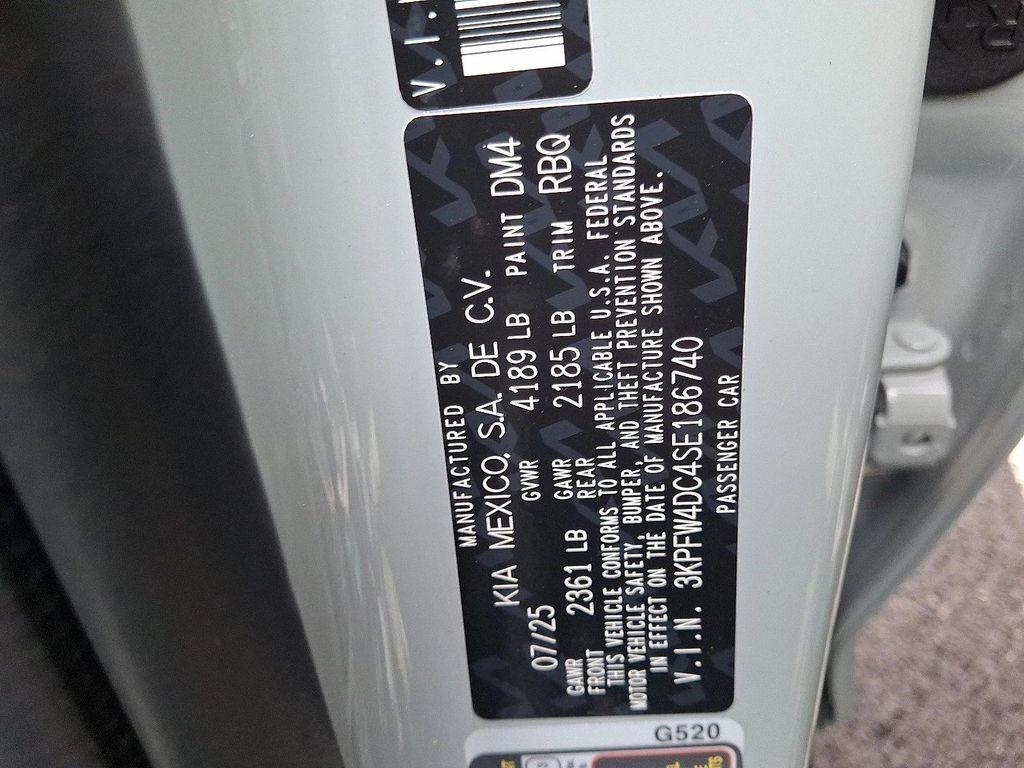 V.I.
MANUFACTURED BY
KIA MEXICO, S.A. DE C.V.
07/25 GVWR 4189 LB PAINT DM4
GAWR FRONT 2361 LB GAWR REAR 2185 LB TRIM RBQ
THIS VEHICLE CONFORMS TO ALL APPLICABLE U.S.A. FEDERAL
MOTOR VEHICLE SAFETY, BUMPER, AND THEFT PREVENTION STANDARDS
IN EFFECT ON THE DATE OF MANUFACTURE SHOWN ABOVE.
V.I.N. 3KPFW4DC4SE186740
PASSENGER CAR
G520
RH